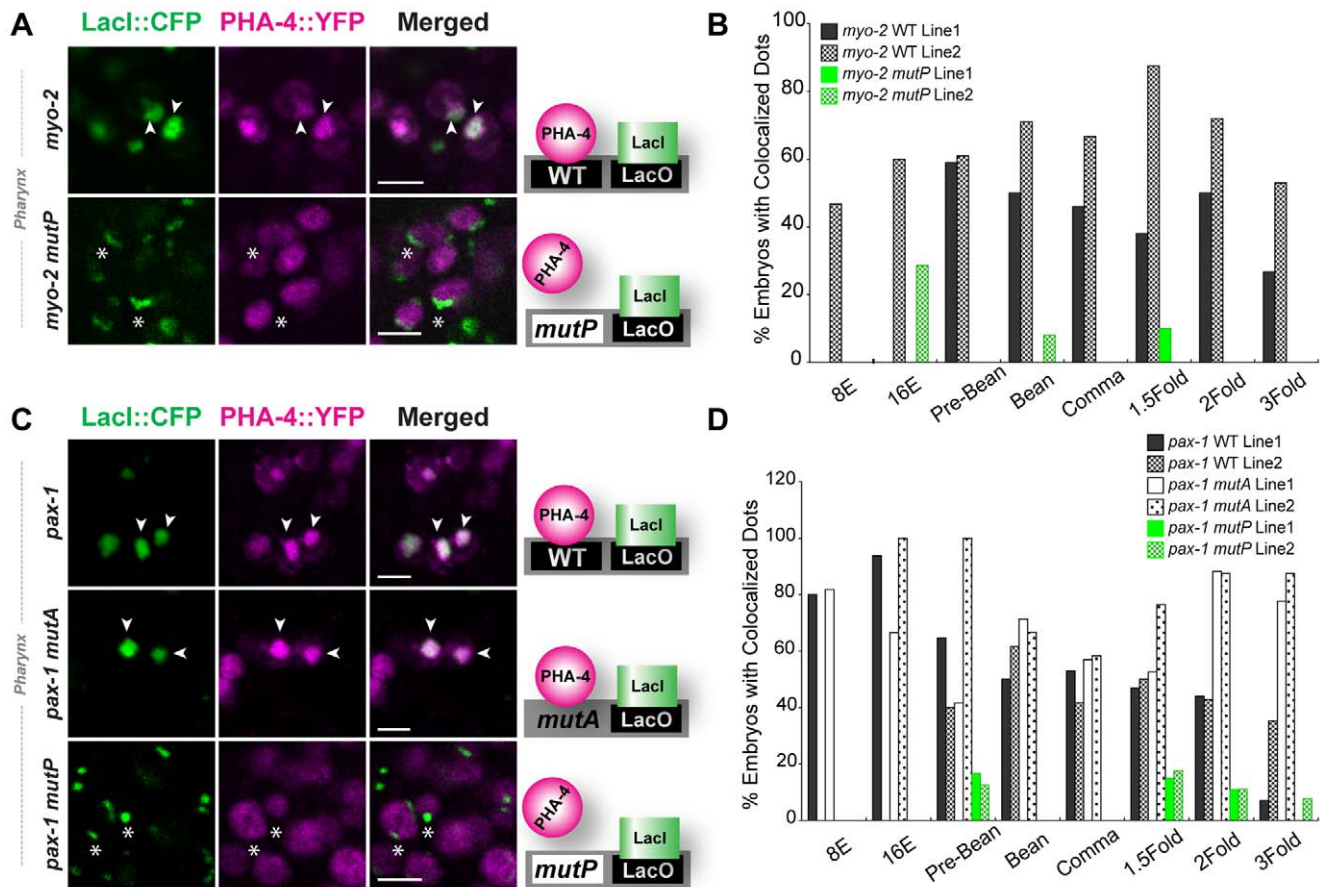 A
LacI::CFP PHA-4::YFP Merged
Pharynx
myo-2
PHA-4
LacI
WT LacO
myo-2 mutP
PHA-4
LacI
mutP LacO
B
myo-2 WT Line1
myo-2 WT Line2
myo-2 mutP Line1
myo-2 mutP Line2
% Embryos with Colocalized Dots
100
80
60
40
20
0
8E 16E Pre-Bean Bean Comma 1.5Fold 2Fold 3Fold
C
LacI::CFP PHA-4::YFP Merged
Pharynx
pax-1
PHA-4
LacI
WT LacO
pax-1 mutA
PHA-4
LacI
mutA LacO
pax-1 mutP
PHA-4
LacI
mutP LacO
D
pax-1 WT Line1
pax-1 WT Line2
pax-1 mutA Line1
pax-1 mutA Line2
pax-1 mutP Line1
pax-1 mutP Line2
% Embryos with Colocalized Dots
120
100
80
60
40
20
0
8E 16E Pre-Bean Bean Comma 1.5Fold 2Fold 3Fold